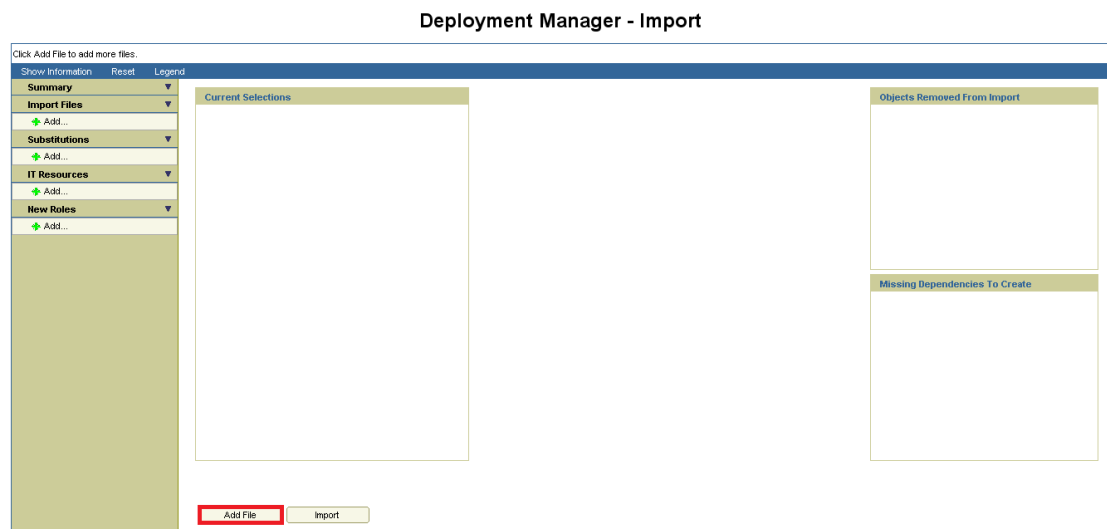 Deployment Manager - Import
Click Add File to add more files.
Show Information Reset Legend
Summary
Import Files
Add...
Substitutions
Add...
IT Resources
Add...
New Roles
Add...
Current Selections
Objects Removed From Import
Missing Dependencies To Create
Add File Import